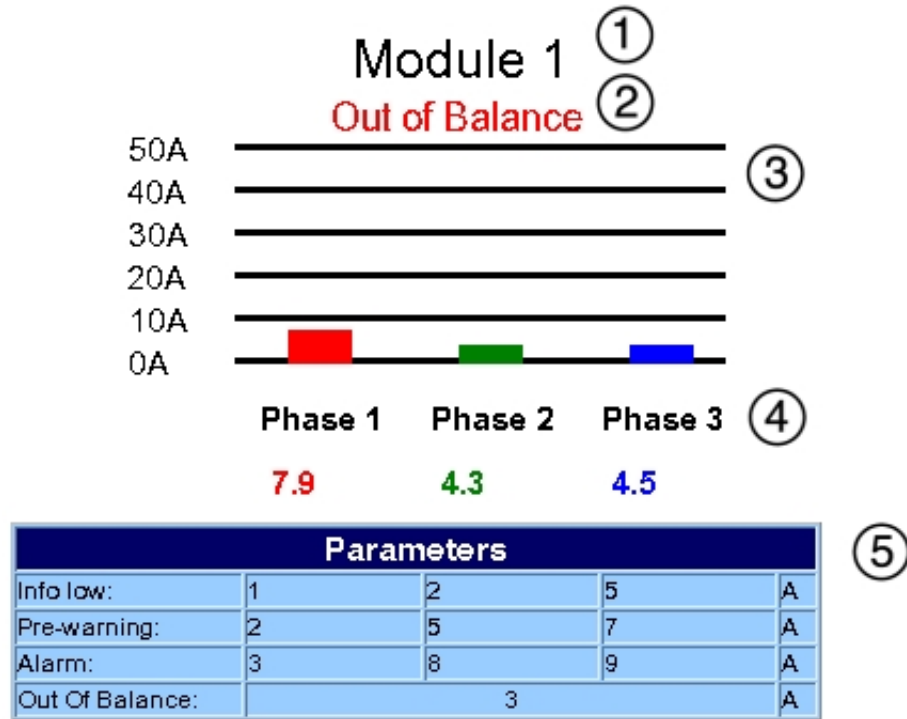 Module 1 ①
Out of Balance ②
50A ③
40A
30A
20A
10A
0A
Phase 1 Phase 2 Phase 3 ④
7.9 4.3 4.5
Parameters ⑤
Info low: 1 2 5 A
Pre-warning: 2 5 7 A
Alarm: 3 8 9 A
Out Of Balance: 3 A